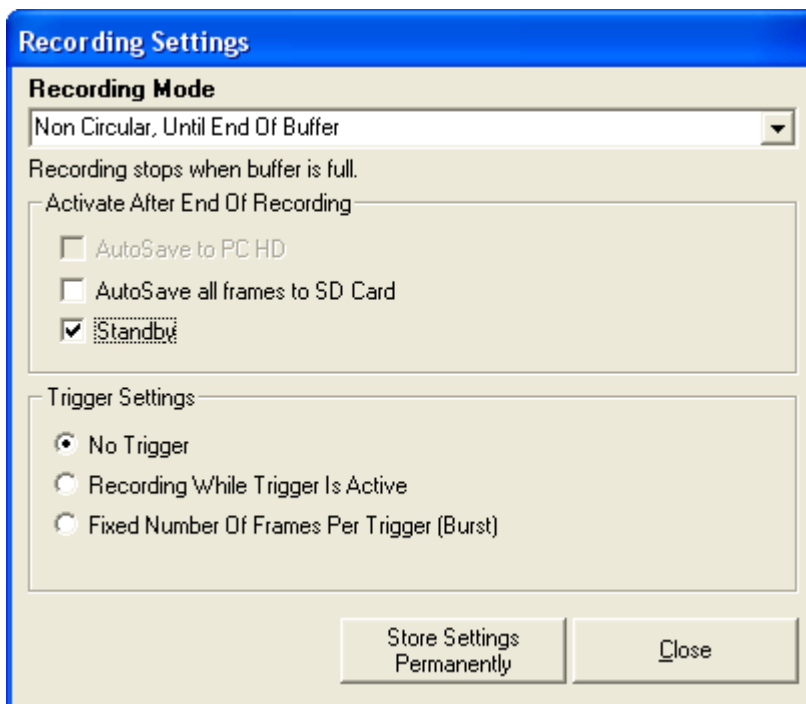 Recording Settings
Recording Mode
Non Circular, Until End Of Buffer
Recording stops when buffer is full.
Activate After End Of Recording
AutoSave to PC HD
AutoSave all frames to SD Card
Standby
Trigger Settings
No Trigger
Recording While Trigger Is Active
Fixed Number Of Frames Per Trigger (Burst)
Store Settings
Permanently
Close